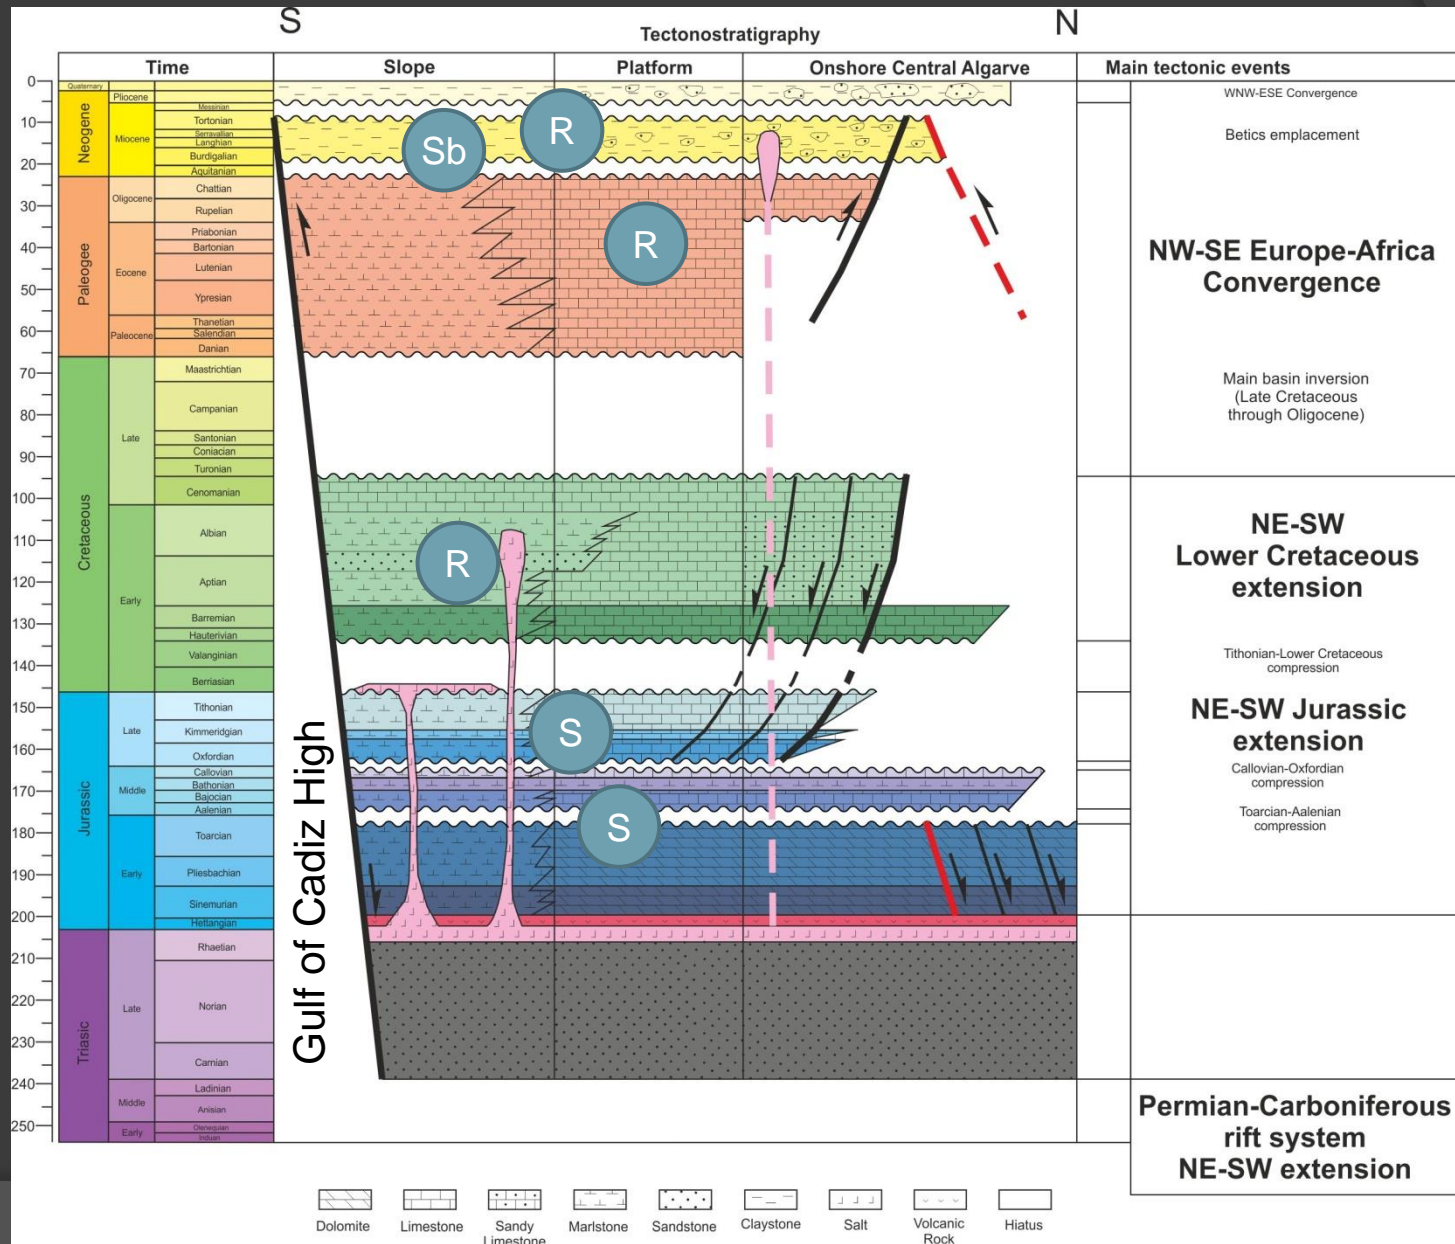 S
N
Tectonostratigraphy
Time
Slope
Platform
Onshore Central Algarve
Main tectonic events
0
10
20
30
40
50
60
70
80
90
100
110
120
130
140
150
160
170
180
190
200
210
220
230
240
250
Neogene
Paleogee
Cretaceous
Jurassic
Triasic
Quaternary
Pliocene
Miocene
Oligocene
Eocene
Paleocene
Late
Early
Late
Middle
Early
Late
Middle
Early
Messinian
Tortonian
Serravallian
Langhian
Burdigalian
Aquitanian
Chattian
Rupelian
Priabonian
Bartonian
Lutenian
Ypresian
Thanetian
Salendian
Danian
Maastrichtian
Campanian
Santonian
Coniacian
Turonian
Cenomanian
Albian
Aptian
Barremian
Hauterivian
Valanginian
Berriasian
Tithonian
Kimmeridgian
Oxfordian
Callovian
Bathonian
Bajocian
Aalenian
Toarcian
Pliesbachian
Sinemurian
Hettangian
Rhaetian
Norian
Carnian
Ladinian
Anisian
Olenequian
Induan
Sb
R
R
R
S
S
Gulf of Cadiz High
WNW-ESE Convergence
Betics emplacement
NW-SE Europe-Africa
Convergence
Main basin inversion
(Late Cretaceous
through Oligocene)
NE-SW
Lower Cretaceous
extension
Tithonian-Lower Cretaceous
compression
NE-SW Jurassic
extension
Callovian-Oxfordian
compression
Toarcian-Aalenian
compression
Permian-Carboniferous
rift system
NE-SW extension
Dolomite
Limestone
Sandy
Limestone
Marlstone
Sandstone
Claystone
Salt
Volcanic
Rock
Hiatus